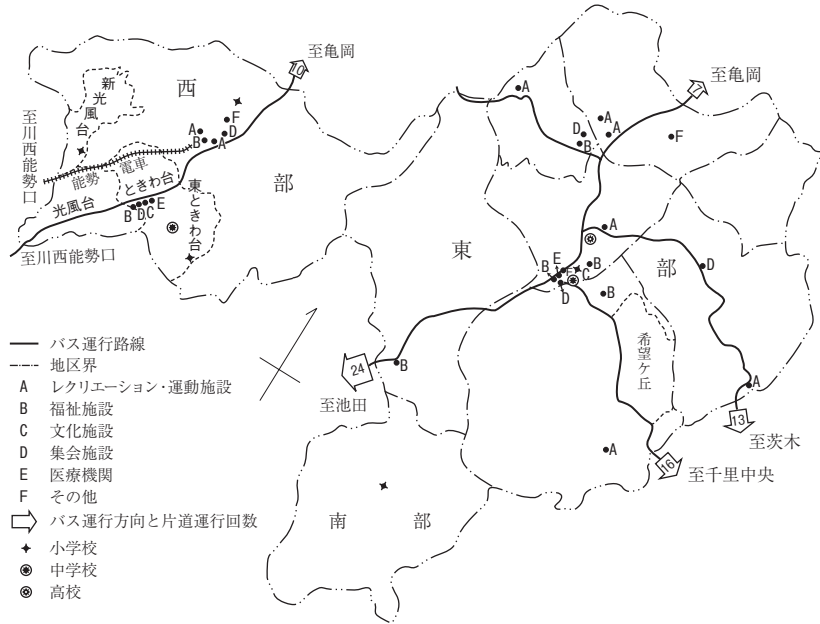 至亀岡
10
新光風台
西
部
至川西能勢口
能勢電車
ときわ台
光風台
東ときわ台
至川西能勢口
F
D
A
B
A
B
D
C
E
至亀岡
7
A
A
A
D
B
F
A
東
部
B
E
F
C
B
D
B
D
希望ケ丘
A
13
至茨木
A
16
至千里中央
B
24
至池田
南部
バス運行路線
地区界
A レクリエーション・運動施設
B 福祉施設
C 文化施設
D 集会施設
E 医療機関
F その他
バス運行方向と片道運行回数
小学校
中学校
高校